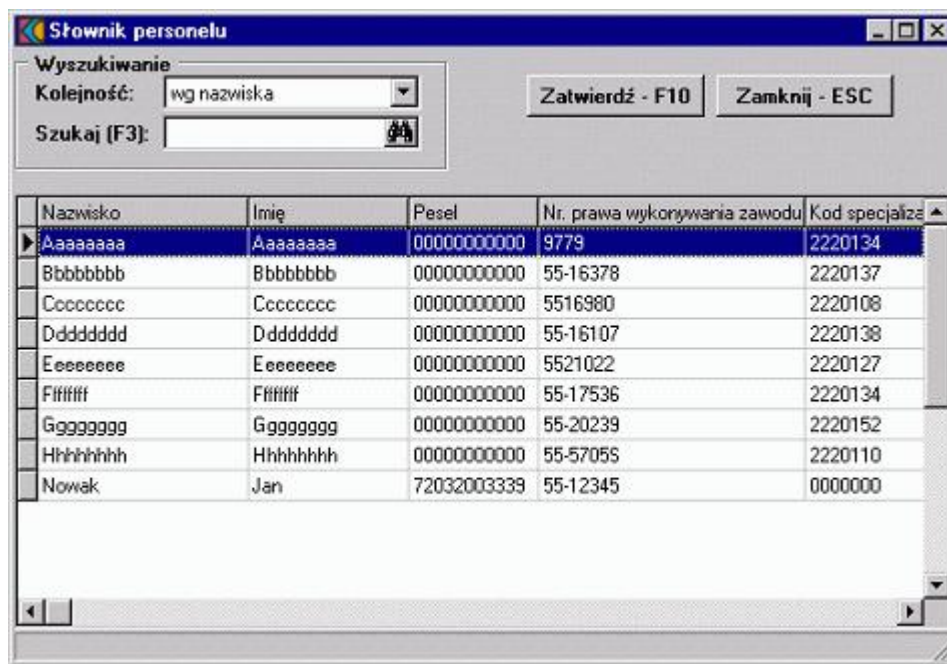 Słownik personelu
Wyszukiwanie
Kolejność: wg nazwiska
Zatwierdź - F10 Zamknij - ESC
Szukaj (F3):
Nazwisko Imię Pesel Nr. prawa wykonywania zawodu Kod specjaliza
Aaaaaaaa Aaaaaaaa 00000000000 9779 2220134
Bbbbbbbb Bbbbbbbb 00000000000 55-16378 2220137
Cccccccc Cccccccc 00000000000 5516980 2220108
Dddddddd Dddddddd 00000000000 55-16107 2220138
Eeeeeeee Eeeeeeee 00000000000 5521022 2220127
Ffffffff Ffffffff 00000000000 55-17536 2220134
Gggggggg Gggggggg 00000000000 55-20239 2220152
Hhhhhhhh Hhhhhhhh 00000000000 55-5705S 2220110
Nowak Jan 72032003339 55-12345 0000000